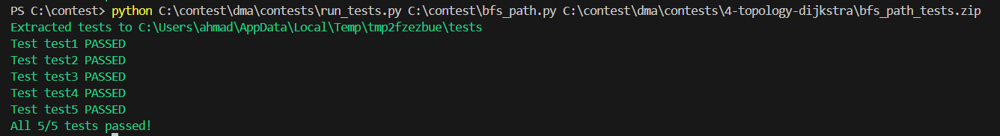 PS C:\contest> python C:\contest\dma\contests\run_tests.py C:\contest\bfs_path.py C:\contest\dma\contests\4-topology-dijkstra\bfs_path_tests.zip
Extracted tests to C:\Users\ahmad\AppData\Local\Temp\tmp2fzezbue\tests
Test test1 PASSED
Test test2 PASSED
Test test3 PASSED
Test test4 PASSED
Test test5 PASSED
All 5/5 tests passed!